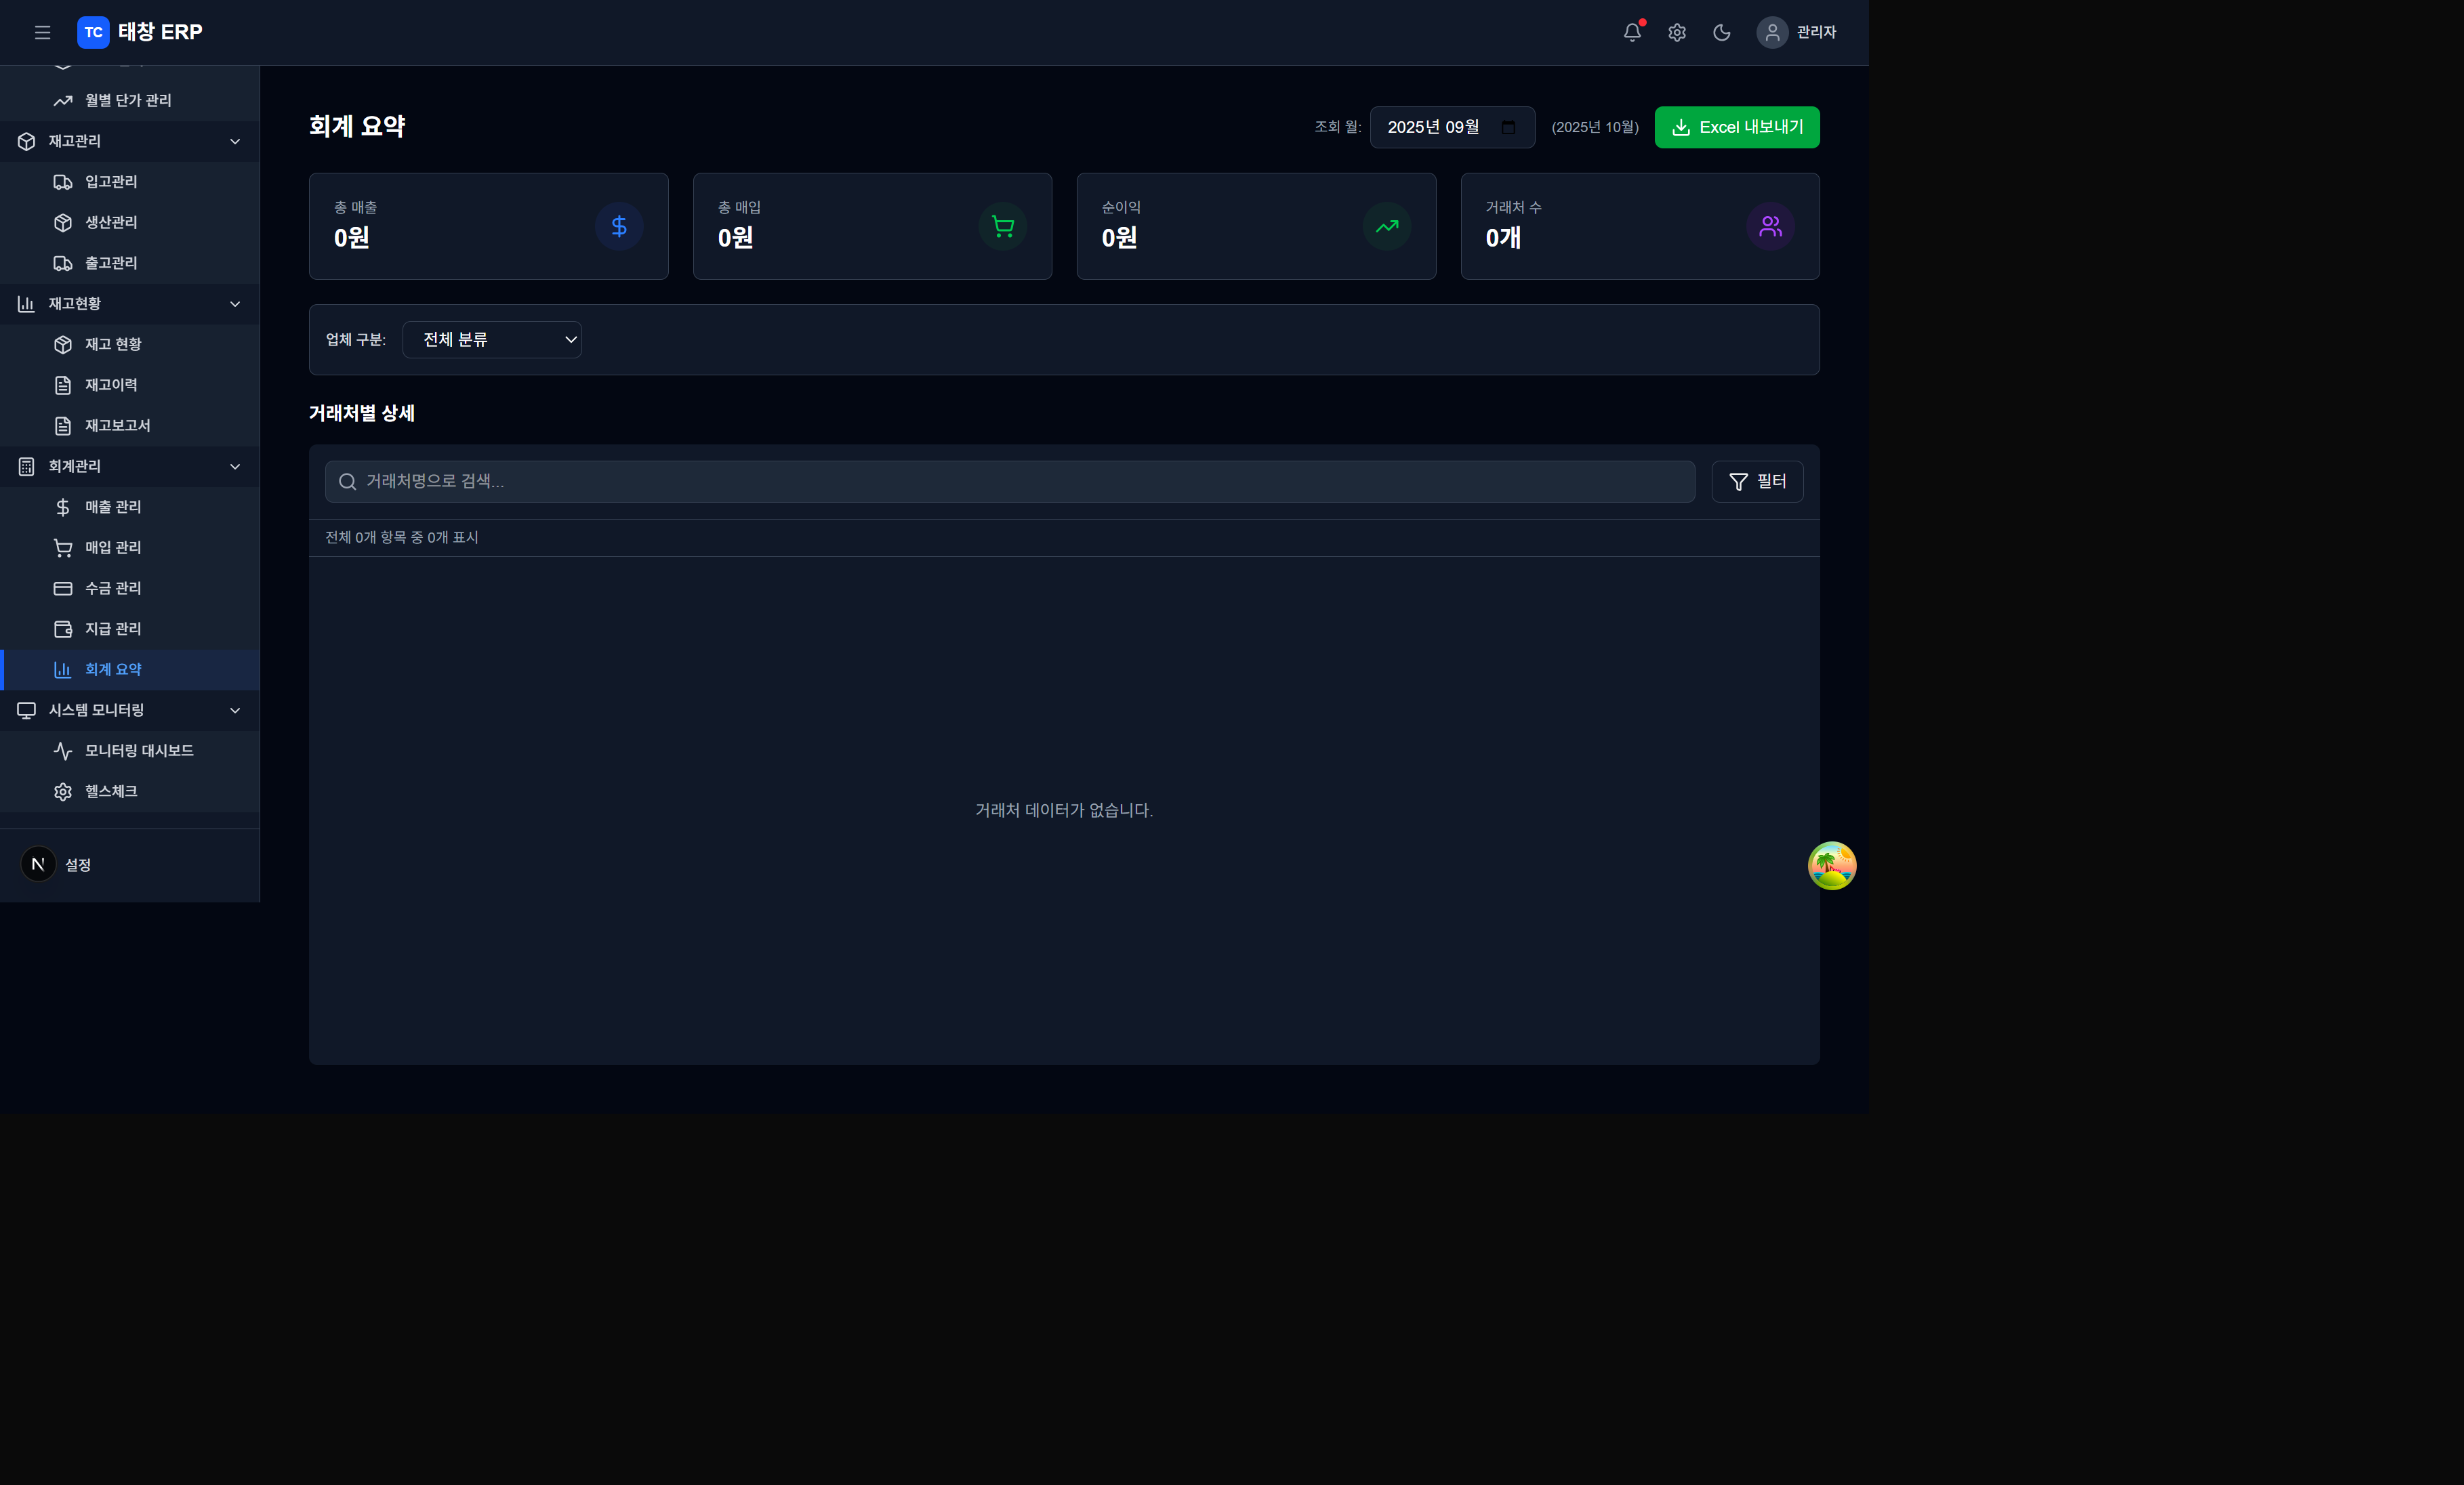 TC 태창 ERP
관리자
월별 단가 관리
재고관리
입고관리
생산관리
출고관리
재고현황
재고 현황
재고이력
재고보고서
회계관리
매출 관리
매입 관리
수금 관리
지급 관리
회계 요약
시스템 모니터링
모니터링 대시보드
헬스체크
N 설정
회계 요약
조회 월: 2025년 09월 (2025년 10월) Excel 내보내기
총 매출
0원
총 매입
0원
순이익
0원
거래처 수
0개
업체 구분: 전체 분류
거래처별 상세
거래처명으로 검색...
필터
전체 0개 항목 중 0개 표시
거래처 데이터가 없습니다.